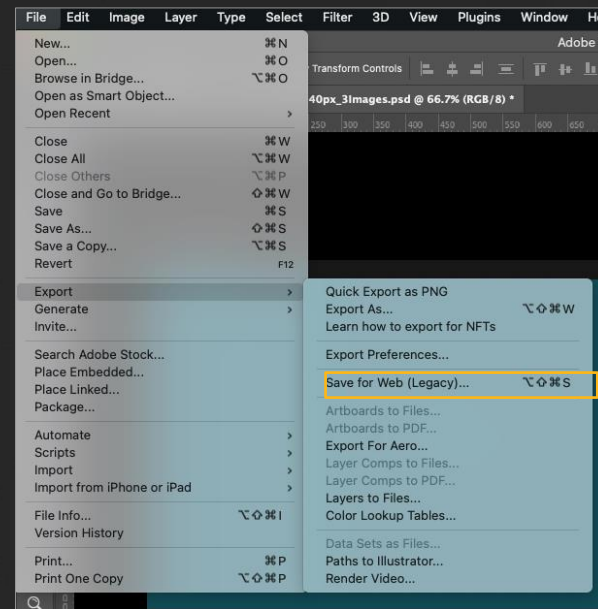 File Edit Image Layer Type Select Filter 3D View Plugins Window
Adobe
New... ⌘N
Open... ⌘O
Browse in Bridge... ⌥⌘O
Open as Smart Object...
Open Recent >
Transform Controls
40px_3Images.psd @ 66.7% (RGB/8) *
250 300 350 400 450 500 550 600 650
Close ⌘W
Close All ⌥⌘W
Close Others ⌥⌘P
Close and Go to Bridge... ⇧⌘W
Save ⌘S
Save As... ⇧⌘S
Save a Copy... ⌥⌘S
Revert F12
Export >
Generate >
Invite...
Search Adobe Stock...
Place Embedded...
Place Linked...
Package...
Automate >
Scripts >
Import >
Import from iPhone or iPad >
File Info... ⌥⇧⌘I
Version History
Print... ⌘P
Print One Copy ⌥⇧⌘P
Quick Export as PNG
Export As... ⌥⇧⌘W
Learn how to export for NFTs
Export Preferences...
Save for Web (Legacy)... ⌥⇧⌘S
Artboards to Files...
Artboards to PDF...
Export For Aero...
Layer Comps to Files...
Layer Comps to PDF...
Layers to Files...
Color Lookup Tables...
Data Sets as Files...
Paths to Illustrator...
Render Video...